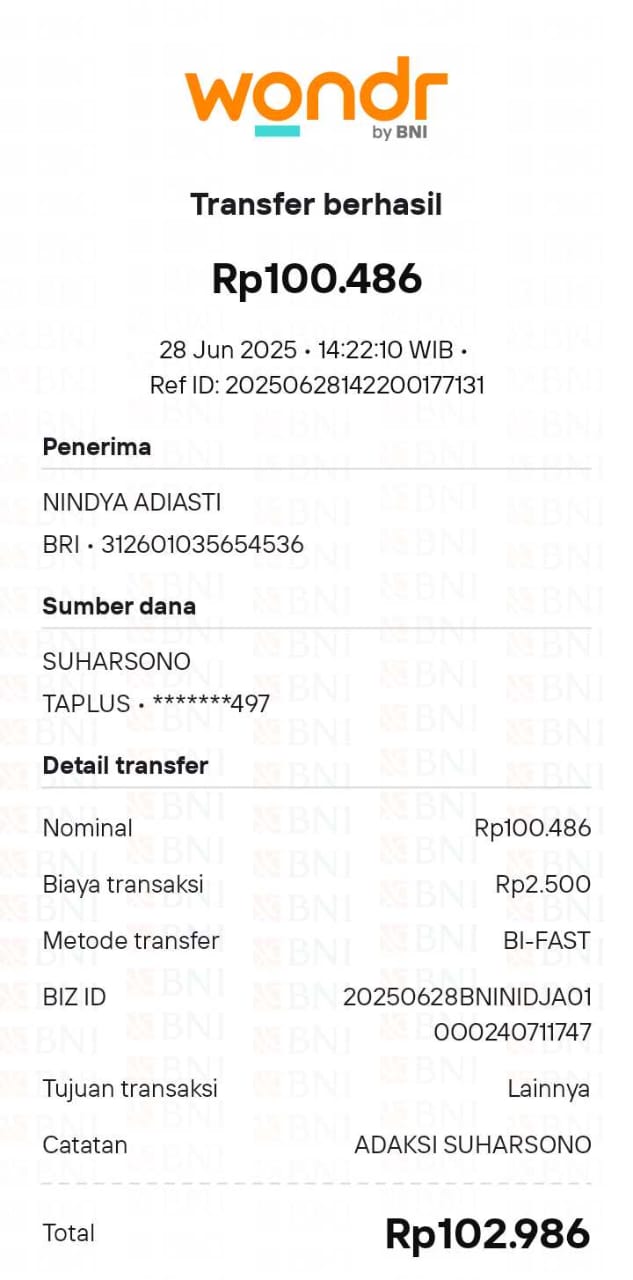 wondr
by BNI
Transfer berhasil
Rp100.486
28 Jun 2025 • 14:22:10 WIB •
Ref ID: 20250628142200177131
Penerima
NINDYA ADIASTI
BRI • 312601035654536
Sumber dana
SUHARSONO
TAPLUS • *******497
Detail transfer
Nominal Rp100.486
Biaya transaksi Rp2.500
Metode transfer BI-FAST
BIZ ID 20250628BNINIDJA01
000240711747
Tujuan transaksi Lainnya
Catatan ADAKSI SUHARSONO
Total Rp102.986